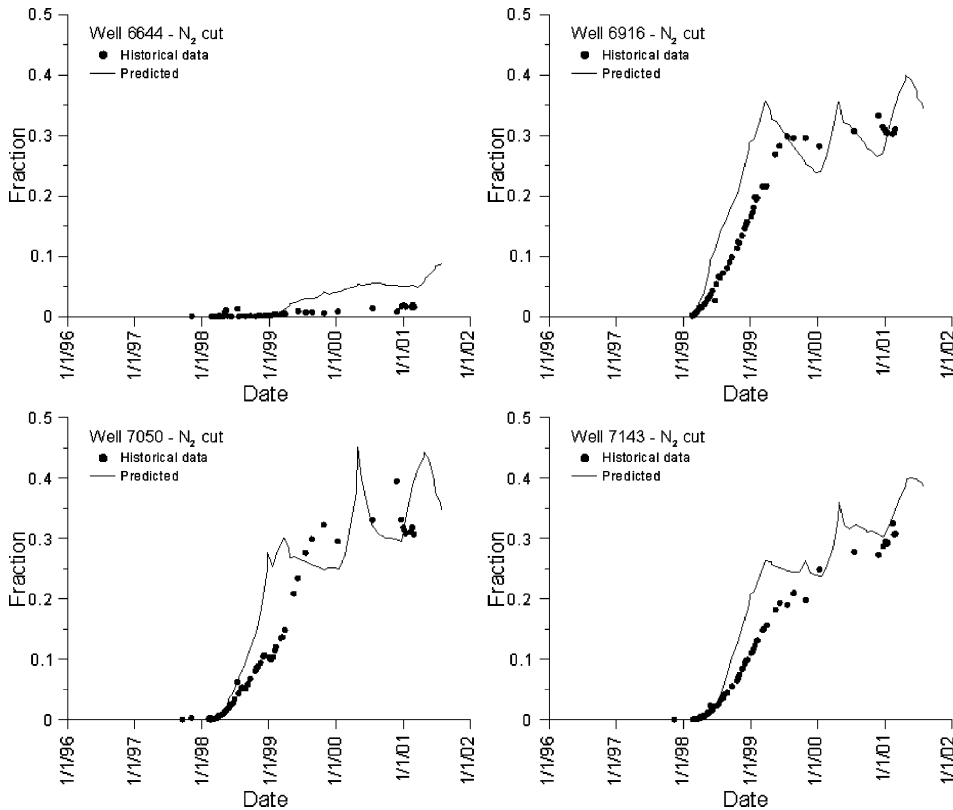 Well 6644 - N₂ cut
Historical data
Predicted
Fraction
0.5
0.4
0.3
0.2
0.1
0
1/1/96
1/1/97
1/1/98
1/1/99
1/1/00
1/1/01
1/1/02
Date
Well 6916 - N₂ cut
Historical data
Predicted
Fraction
0.5
0.4
0.3
0.2
0.1
0
1/1/96
1/1/97
1/1/98
1/1/99
1/1/00
1/1/01
1/1/02
Date
Well 7050 - N₂ cut
Historical data
Predicted
Fraction
0.5
0.4
0.3
0.2
0.1
0
1/1/96
1/1/97
1/1/98
1/1/99
1/1/00
1/1/01
1/1/02
Date
Well 7143 - N₂ cut
Historical data
Predicted
Fraction
0.5
0.4
0.3
0.2
0.1
0
1/1/96
1/1/97
1/1/98
1/1/99
1/1/00
1/1/01
1/1/02
Date